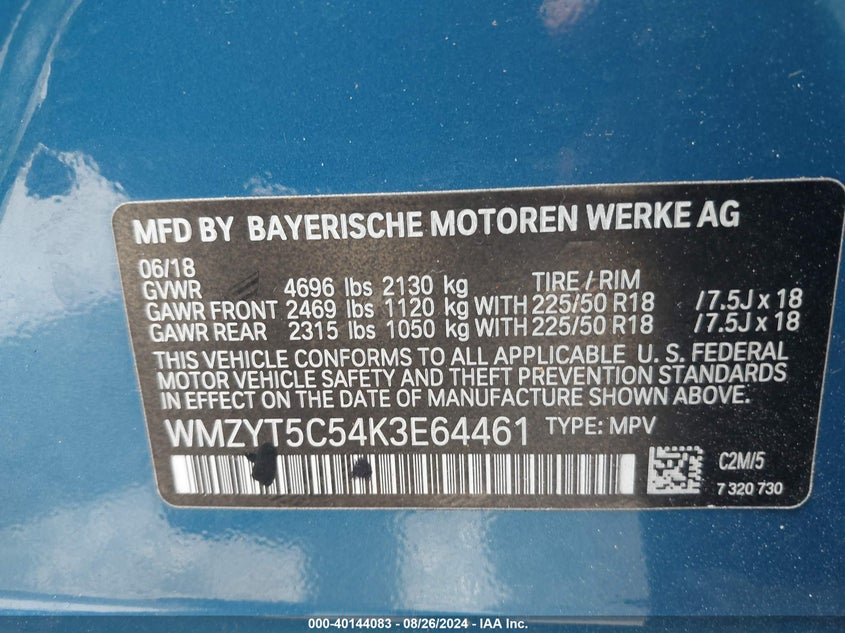 MFD BY BAYERISCHE MOTOREN WERKE AG
06/18 TIRE / RIM
GVWR 4696 lbs 2130 kg
GAWR FRONT 2469 lbs 1120 kg WITH 225/50 R18 /7.5J x 18
GAWR REAR 2315 lbs 1050 kg WITH 225/50 R18 /7.5J x 18
THIS VEHICLE CONFORMS TO ALL APPLICABLE U. S. FEDERAL
MOTOR VEHICLE SAFETY AND THEFT PREVENTION STANDARDS
IN EFFECT ON THE DATE OF MANUFACTURE SHOWN ABOVE.
WMZYT5C54K3E64461 TYPE: MPV
C2M/5
7 320 730
000-40144083 - 08/26/2024 - IAA Inc.